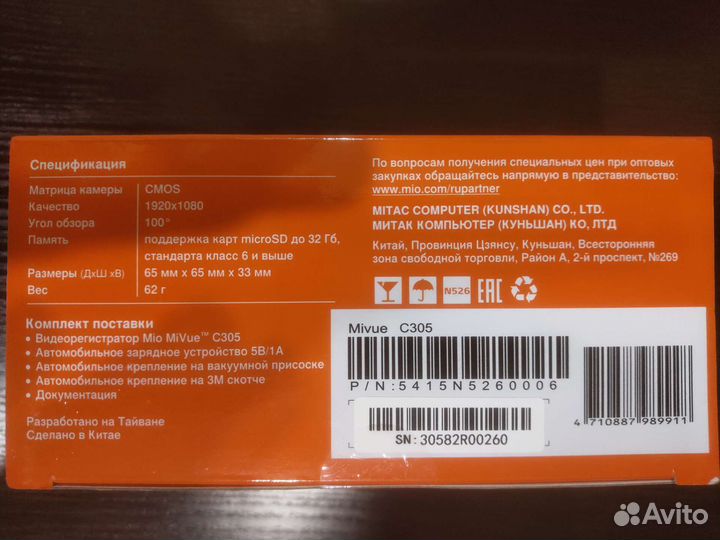 Спецификация
Матрица камеры CMOS
Качество 1920x1080
Угол обзора 100°
Память поддержка карт microSD до 32 Гб,
стандарта класс 6 и выше
Размеры (ДхШ хВ) 65 мм x 65 мм x 33 мм
Вес 62 г
Комплект поставки
• Видеорегистратор Mio MiVue™ C305
• Автомобильное зарядное устройство 5В/1А
• Автомобильное крепление на вакуумной присоске
• Автомобильное крепление на 3М скотче
• Документация
Разработано на Тайване
Сделано в Китае
По вопросам получения специальных цен при оптовых
закупках обращайтесь напрямую в представительство:
www.mio.com/rupartner
MITAC COMPUTER (KUNSHAN) CO., LTD.
МИТАК КОМПЬЮТЕР (КУНЬШАН) КО, ЛТД
Китай, Провинция Цзянсу, Куньшан, Всесторонняя
зона свободной торговли, Район А, 2-й проспект, №269
N526 EAC
Mivue C305
P/N:5415N5260006
SN: 30582R00260
4 710887 989911
Avito